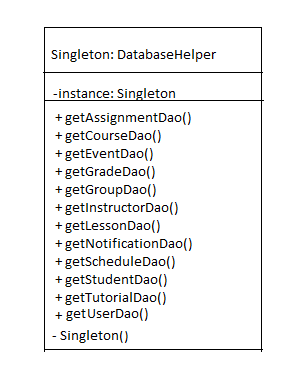 Singleton: DatabaseHelper
-instance: Singleton
+ getAssignmentDao()
+ getCourseDao()
+ getEventDao()
+ getGradeDao()
+ getGroupDao()
+ getInstructorDao()
+ getLessonDao()
+ getNotificationDao()
+ getScheduleDao()
+ getStudentDao()
+ getTutorialDao()
+ getUserDao()
- Singleton()